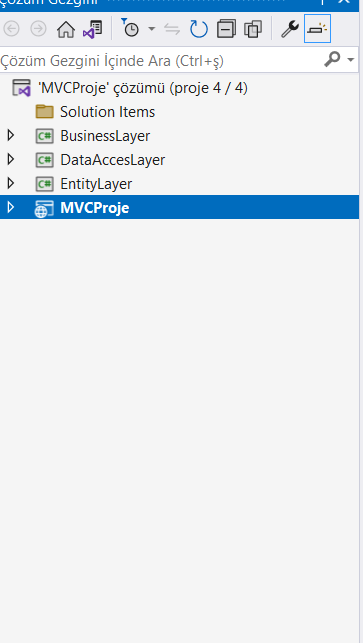 Çözüm Gezgini
Çözüm Gezgini İçinde Ara (Ctrl+ş)
'MVCProje' çözümü (proje 4 / 4)
Solution Items
C# BusinessLayer
C# DataAccesLayer
C# EntityLayer
MVCProje